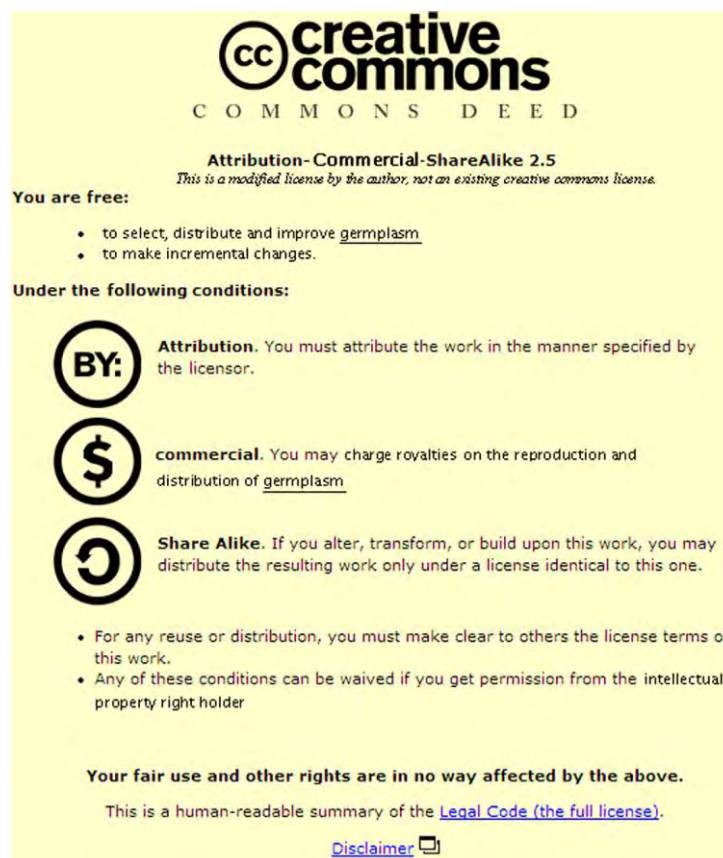 cc creative
commons
COMMONS DEED
Attribution-Commercial-ShareAlike 2.5
This is a modified license by the author, not an existing creative commons license.
You are free:
• to select, distribute and improve germplasm
• to make incremental changes.
Under the following conditions:
BY:
Attribution. You must attribute the work in the manner specified by
the licensor.
$
commercial. You may charge royalties on the reproduction and
distribution of germplasm
Share Alike. If you alter, transform, or build upon this work, you may
distribute the resulting work only under a license identical to this one.
• For any reuse or distribution, you must make clear to others the license terms o
this work.
• Any of these conditions can be waived if you get permission from the intellectual
property right holder
Your fair use and other rights are in no way affected by the above.
This is a human-readable summary of the Legal Code (the full license).
Disclaimer